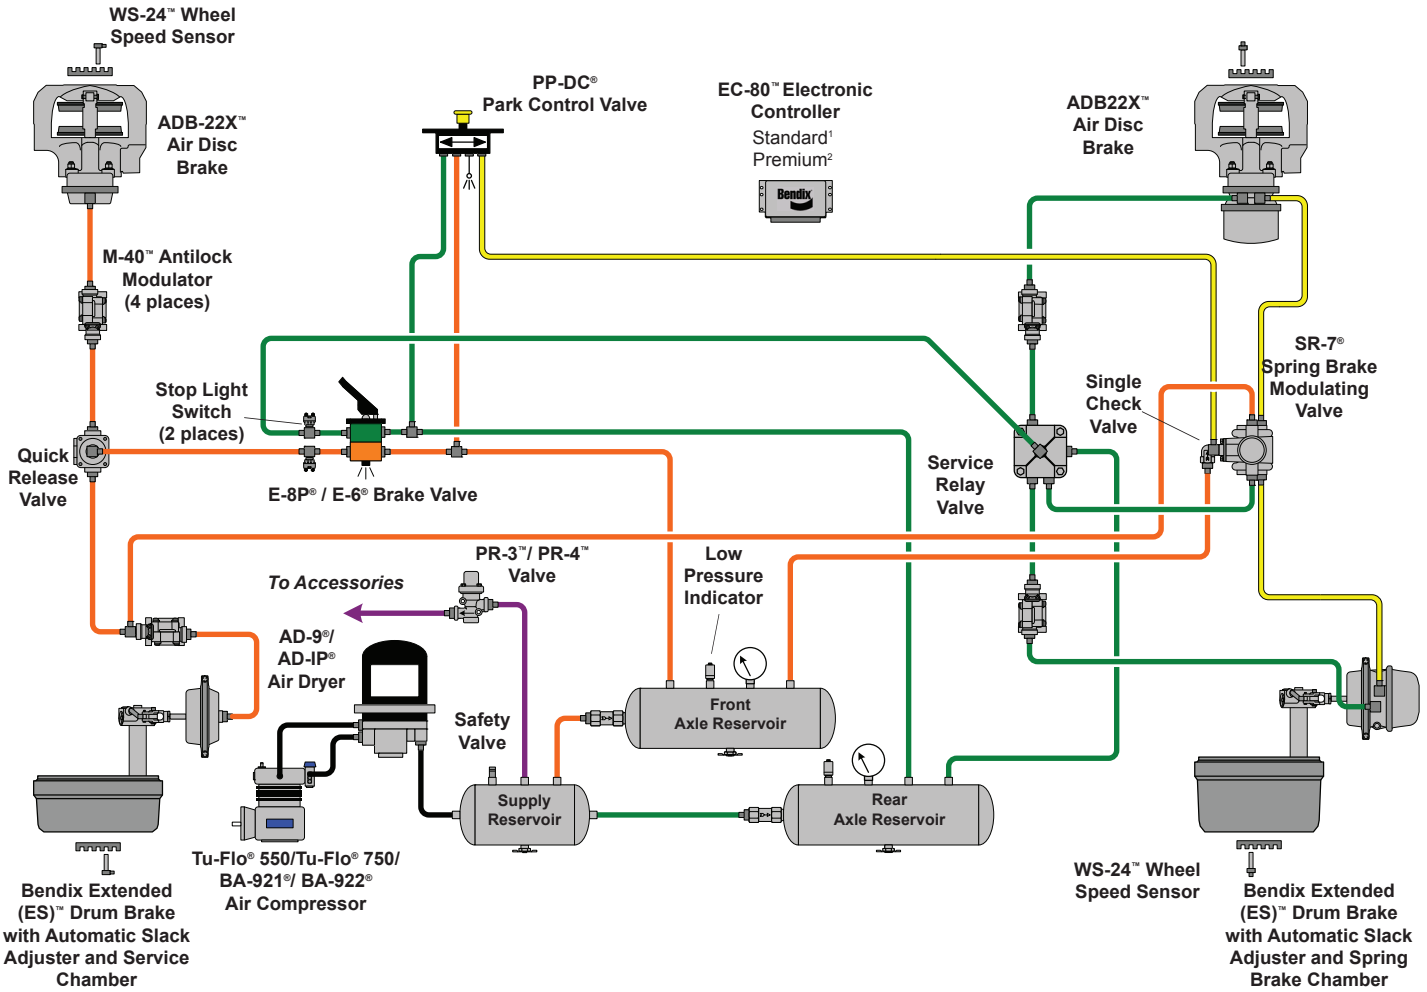 WS-24™ Wheel
Speed Sensor
ADB-22X™
Air Disc
Brake
PP-DC®
Park Control Valve
EC-80™ Electronic
Controller
Standard¹
Premium²
Bendix
ADB22X™
Air Disc
Brake
M-40™ Antilock
Modulator
(4 places)
Stop Light
Switch
(2 places)
Quick
Release
Valve
E-8P® / E-6® Brake Valve
Single
Check
Valve
SR-7®
Spring Brake
Modulating
Valve
Service
Relay
Valve
PR-3™/ PR-4™
Valve
To Accessories
Low
Pressure
Indicator
AD-9®/
AD-IP®
Air Dryer
Safety
Valve
Front
Axle Reservoir
Supply
Reservoir
Rear
Axle Reservoir
Tu-Flo® 550/Tu-Flo® 750/
BA-921®/ BA-922®
Air Compressor
Bendix Extended
(ES)™ Drum Brake
with Automatic Slack
Adjuster and Service
Chamber
WS-24™ Wheel
Speed Sensor
Bendix Extended
(ES)™ Drum Brake
with Automatic Slack
Adjuster and Spring
Brake Chamber